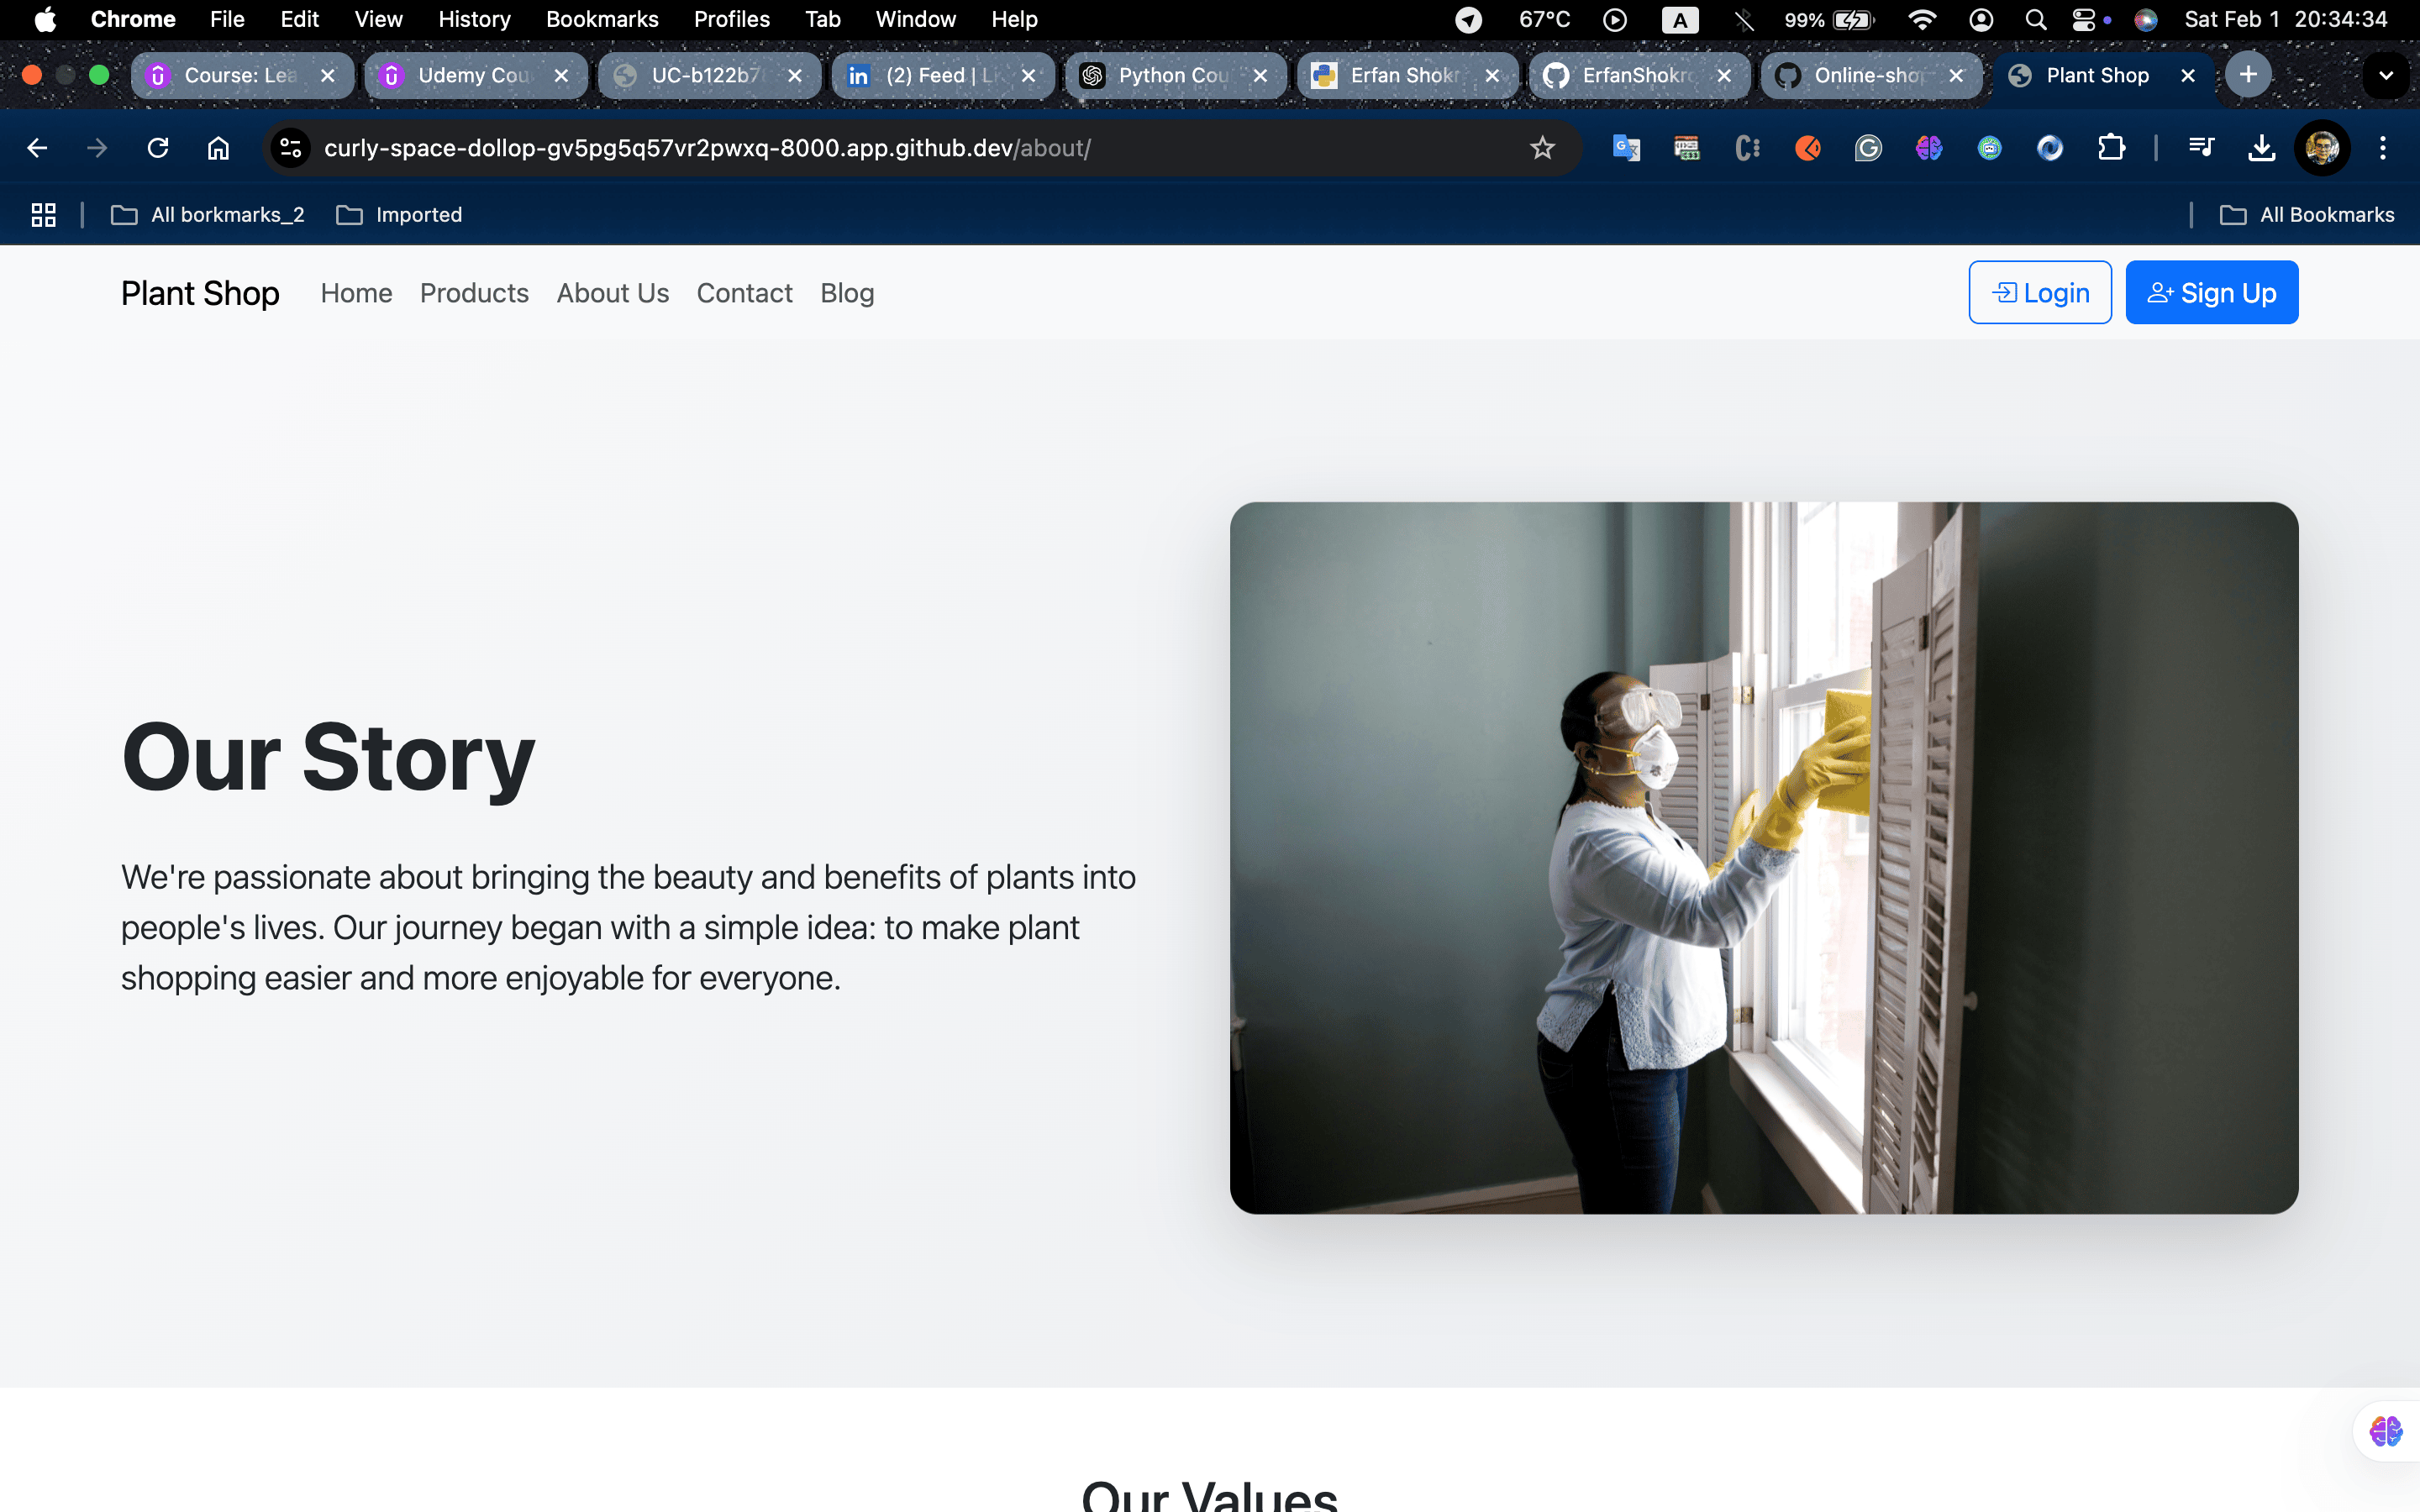 Chrome File Edit View History Bookmarks Profiles Tab Window Help 67°C A 99% Sat Feb 1 20:34:34
Course: Lea Udemy Cou UC-b122b7 (2) Feed | Li Python Cou Erfan Shokr ErfanShokro Online-shop Plant Shop
curly-space-dollop-gv5pg5q57vr2pwxq-8000.app.github.dev/about/
All borkmarks_2 Imported All Bookmarks
Plant Shop Home Products About Us Contact Blog Login Sign Up
Our Story
We're passionate about bringing the beauty and benefits of plants into
people's lives. Our journey began with a simple idea: to make plant
shopping easier and more enjoyable for everyone.
Our Values